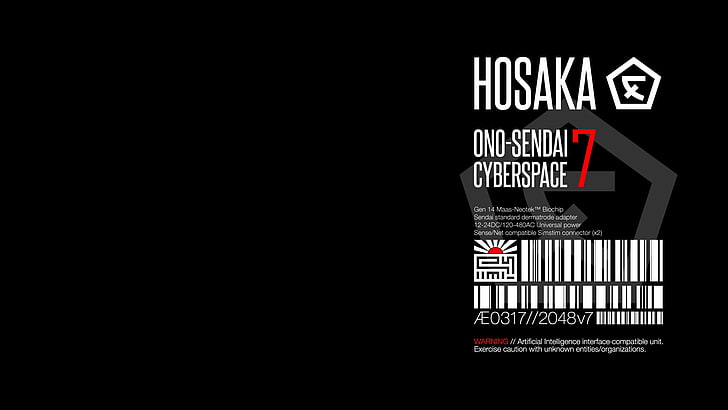 HOSAKA
ONO-SENDAI 7
CYBERSPACE
Gen 14 Maas-Neotek™ Biochip
Sendai standard dermatrode adapter
12-24DC/120-480AC Universal power
Sense/Net compatible Simstim connector (x2)
Æ0317//2048v7
WARNING // Artificial Intelligence interface-compatible unit.
Exercise caution with unknown entities/organizations.